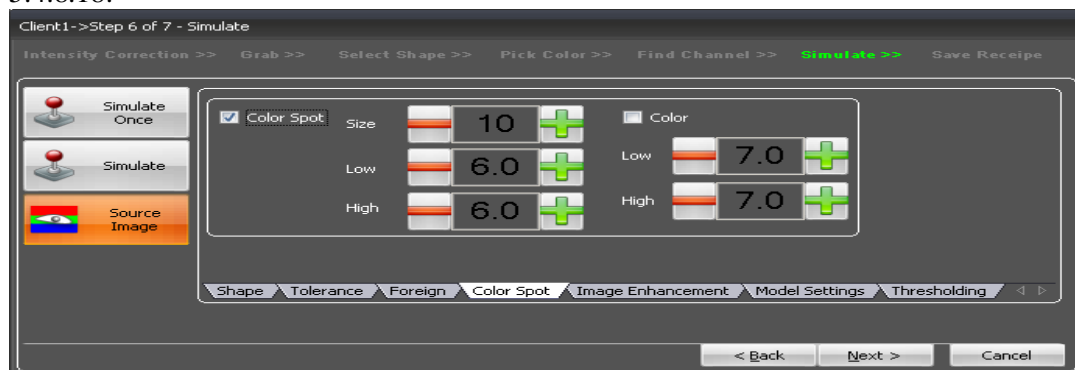 Client1->Step 6 of 7 - Simulate
Intensity Correction >> Grab >> Select Shape >> Pick Color >> Find Channel >> Simulate >> Save Receipe
Simulate Once
Simulate
Source Image
Color Spot
Size 10
Low 6.0
High 6.0
Color
Low 7.0
High 7.0
Shape Tolerance Foreign Color Spot Image Enhancement Model Settings Thresholding
< Back Next > Cancel